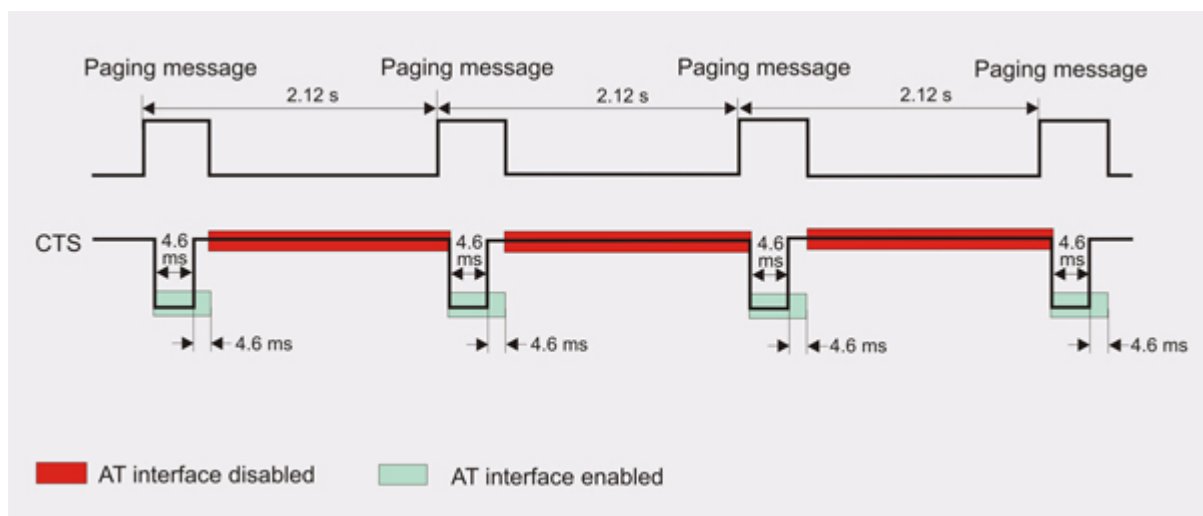 Paging message Paging message Paging message Paging message
2.12 s 2.12 s 2.12 s
CTS
4.6 ms 4.6 ms 4.6 ms 4.6 ms
4.6 ms 4.6 ms 4.6 ms 4.6 ms
AT interface disabled AT interface enabled